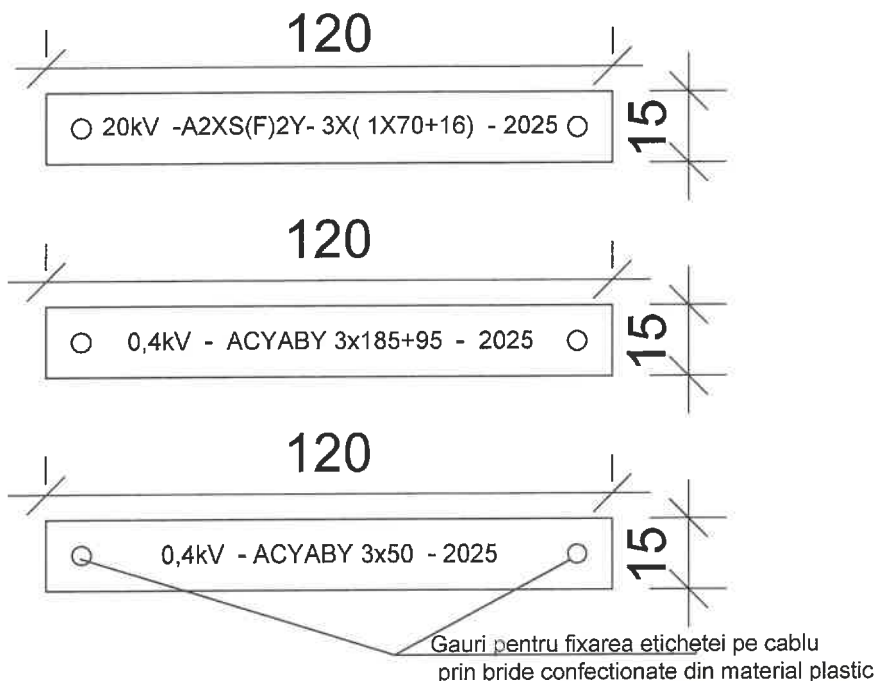 120
20kV -A2XS(F)2Y- 3X( 1X70+16) - 2025
15
120
0,4kV - ACYABY 3x185+95 - 2025
15
120
0,4kV - ACYABY 3x50 - 2025
15
Gauri pentru fixarea etichetei pe cablu
prin bride confectionate din material plastic